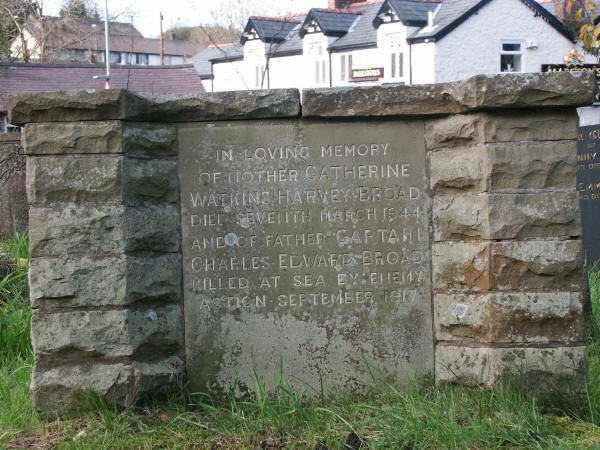 IN LOVING MEMORY
OF MOTHER CATHERINE
WATKINS HARVEY BROAD
DIED SEVENTH MARCH 1944
AND OF FATHER CAPTAIN
CHARLES EDWARD BROAD
KILLED AT SEA BY ENEMY
ACTION SEPTEMBER 1917